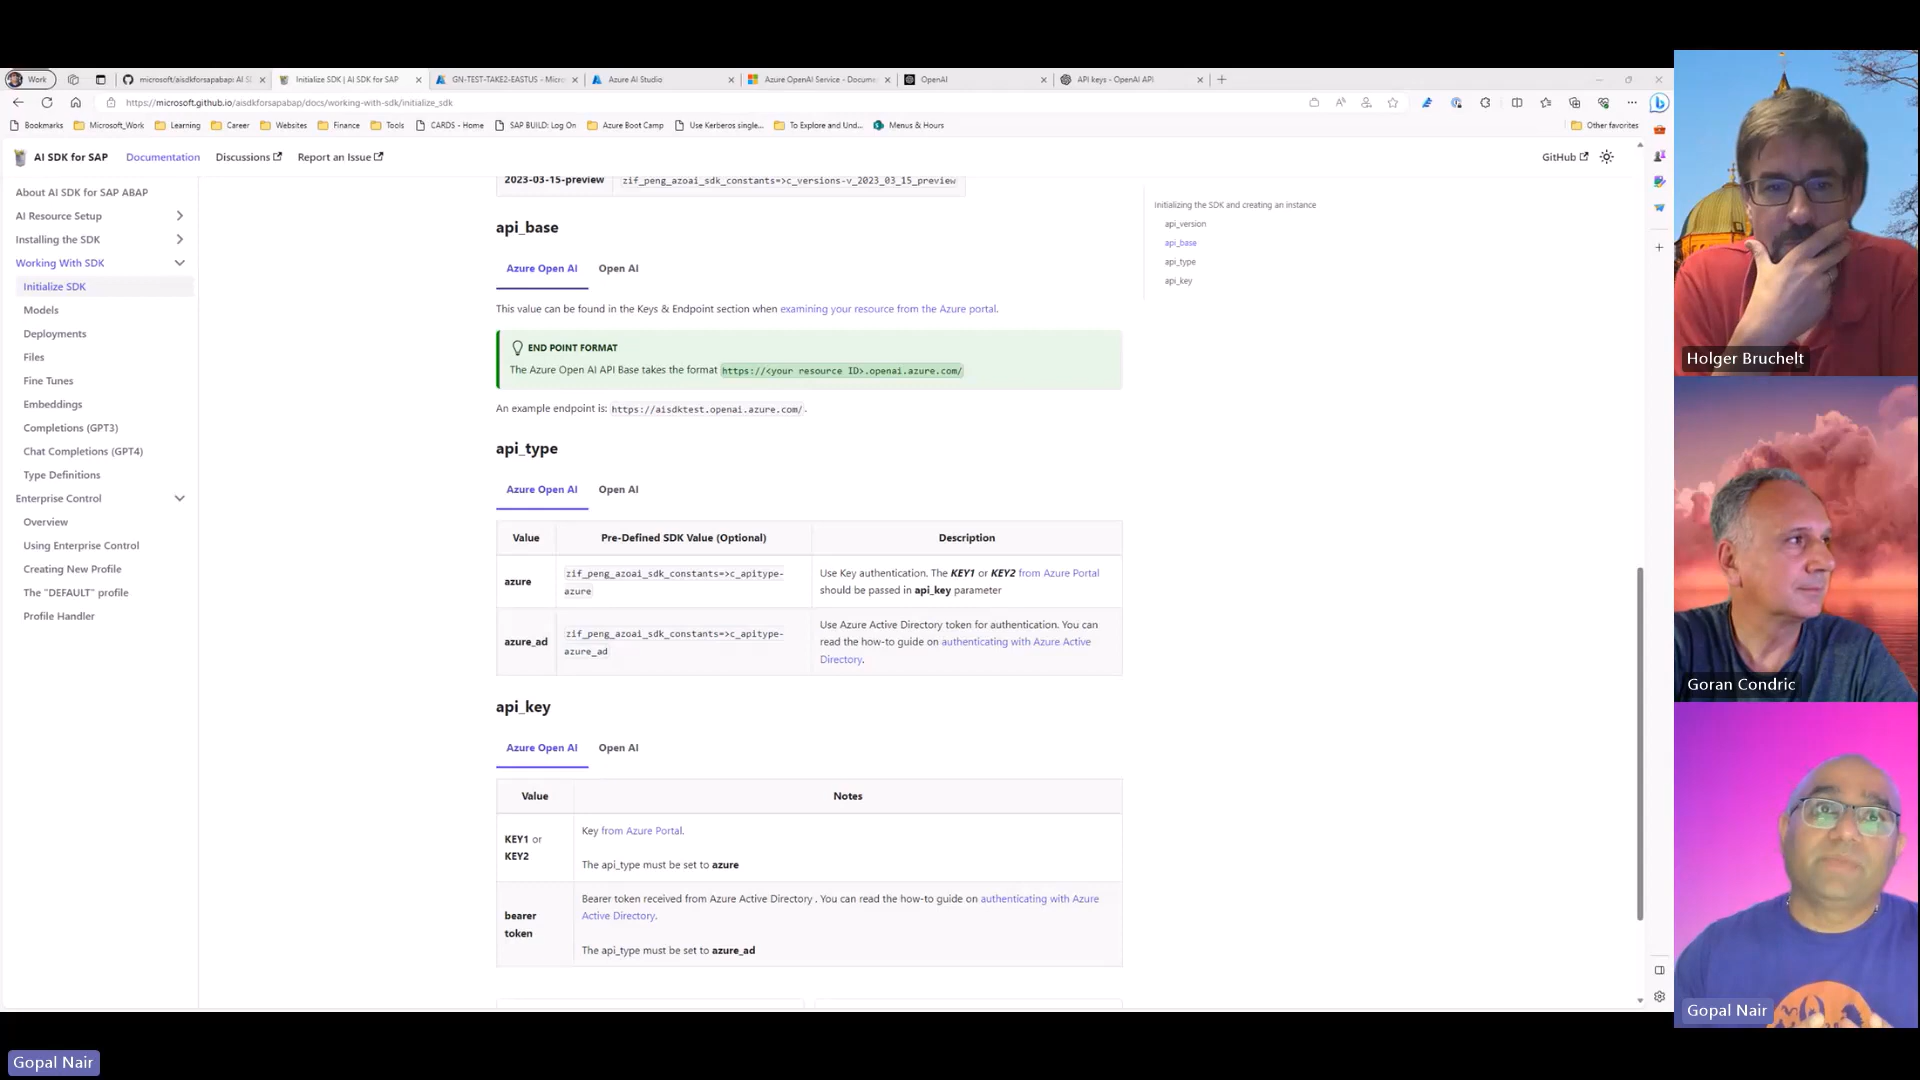 Work
microsoft/aisdkforsapabap: AI S
Initialize SDK | AI SDK for SAP
GN-TEST-TAKE2-EASTUS - Micro
Azure AI Studio
Azure OpenAI Service - Docume
OpenAI
API keys - OpenAI API
https://microsoft.github.io/aisdkforsapabap/docs/working-with-sdk/initialize_sdk
Bookmarks
Microsoft_Work
Learning
Career
Websites
Finance
Tools
CARDS - Home
SAP BUILD: Log On
Azure Boot Camp
Use Kerberos single...
To Explore and Und...
Menus & Hours
Other favorites
AI SDK for SAP
Documentation
Discussions
Report an Issue
GitHub
About AI SDK for SAP ABAP
AI Resource Setup
Installing the SDK
Working With SDK
Initialize SDK
Models
Deployments
Files
Fine Tunes
Embeddings
Completions (GPT3)
Chat Completions (GPT4)
Type Definitions
Enterprise Control
Overview
Using Enterprise Control
Creating New Profile
The "DEFAULT" profile
Profile Handler
2023-03-15-preview zif_peng_azoai_sdk_constants=>c_versions-v_2023_03_15_preview
api_base
Azure Open AI Open AI
This value can be found in the Keys & Endpoint section when examining your resource from the Azure portal.
END POINT FORMAT
The Azure Open AI API Base takes the format https://<your resource ID>.openai.azure.com/
An example endpoint is: https://aisdktest.openai.azure.com/.
api_type
Azure Open AI Open AI
Value Pre-Defined SDK Value (Optional) Description
azure
zif_peng_azoai_sdk_constants=>c_apitype-
azure
Use Key authentication. The KEY1 or KEY2 from Azure Portal
should be passed in api_key parameter
azure_ad
zif_peng_azoai_sdk_constants=>c_apitype-
azure_ad
Use Azure Active Directory token for authentication. You can
read the how-to guide on authenticating with Azure Active
Directory.
api_key
Azure Open AI Open AI
Value Notes
KEY1 or
KEY2
Key from Azure Portal.
The api_type must be set to azure
bearer
token
Bearer token received from Azure Active Directory . You can read the how-to guide on authenticating with Azure
Active Directory.
The api_type must be set to azure_ad
Initializing the SDK and creating an instance
api_version
api_base
api_type
api_key
Holger Bruchelt
Goran Condric
Gopal Nair
Gopal Nair